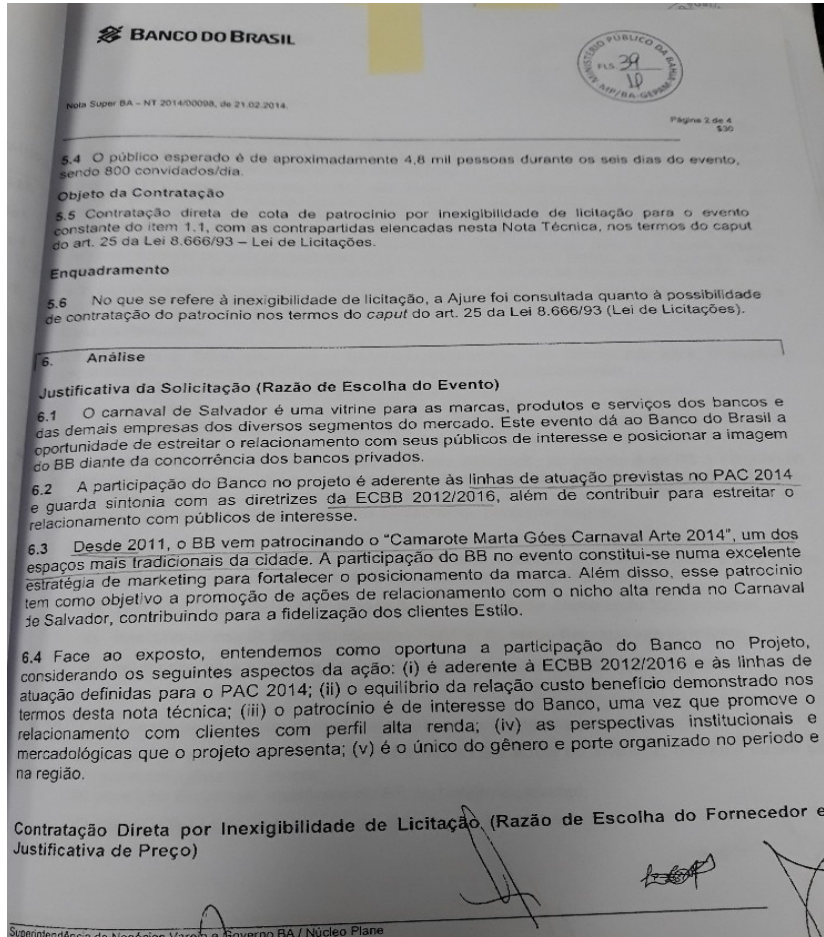 BANCO DO BRASIL
MINISTÉRIO PÚBLICO DA BAHIA
FLS. 39
Nota Super BA – NT 2014/00098, de 21.02.2014.
Página 2 de 4
$30
5.4 O público esperado é de aproximadamente 4,8 mil pessoas durante os seis dias do evento,
sendo 800 convidados/dia.
Objeto da Contratação
5.5 Contratação direta de cota de patrocínio por inexigibilidade de licitação para o evento
constante do item 1.1, com as contrapartidas elencadas nesta Nota Técnica, nos termos do caput
do art. 25 da Lei 8.666/93 – Lei de Licitações.
Enquadramento
5.6 No que se refere à inexigibilidade de licitação, a Ajure foi consultada quanto à possibilidade
de contratação do patrocínio nos termos do caput do art. 25 da Lei 8.666/93 (Lei de Licitações).
6. Análise
Justificativa da Solicitação (Razão de Escolha do Evento)
6.1 O carnaval de Salvador é uma vitrine para as marcas, produtos e serviços dos bancos e
das demais empresas dos diversos segmentos do mercado. Este evento dá ao Banco do Brasil a
oportunidade de estreitar o relacionamento com seus públicos de interesse e posicionar a imagem
do BB diante da concorrência dos bancos privados.
6.2 A participação do Banco no projeto é aderente às linhas de atuação previstas no PAC 2014
e guarda sintonia com as diretrizes da ECBB 2012/2016, além de contribuir para estreitar o
relacionamento com públicos de interesse.
6.3 Desde 2011, o BB vem patrocinando o “Camarote Marta Góes Carnaval Arte 2014”, um dos
espaços mais tradicionais da cidade. A participação do BB no evento constitui-se numa excelente
estratégia de marketing para fortalecer o posicionamento da marca. Além disso, esse patrocínio
tem como objetivo a promoção de ações de relacionamento com o nicho alta renda no Carnaval
de Salvador, contribuindo para a fidelização dos clientes Estilo.
6.4 Face ao exposto, entendemos como oportuna a participação do Banco no Projeto,
considerando os seguintes aspectos da ação: (i) é aderente à ECBB 2012/2016 e às linhas de
atuação definidas para o PAC 2014; (ii) o equilíbrio da relação custo benefício demonstrado nos
termos desta nota técnica; (iii) o patrocínio é de interesse do Banco, uma vez que promove o
relacionamento com clientes com perfil alta renda; (iv) as perspectivas institucionais e
mercadológicas que o projeto apresenta; (v) é o único do gênero e porte organizado no período e
na região.
Contratação Direta por Inexigibilidade de Licitação (Razão de Escolha do Fornecedor e
Justificativa de Preço)
Superintendência de Negócios Varejo e Governo BA / Núcleo Plane